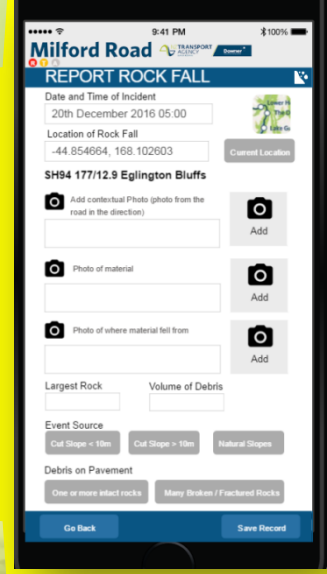 9:41 PM
100%
Milford Road
TRANSPORT
AGENCY
Downer
REPORT ROCK FALL
Date and Time of Incident
20th December 2016 05:00
Location of Rock Fall
-44.854664, 168.102603
Current Location
SH94 177/12.9 Eglington Bluffs
Add contextual Photo (photo from the
road in the direction)
Add
Photo of material
Add
Photo of where material fell from
Add
Largest Rock
Volume of Debris
Event Source
Cut Slope < 10m
Cut Slope > 10m
Natural Slopes
Debris on Pavement
One or more intact rocks
Many Broken / Fractured Rocks
Go Back
Save Record